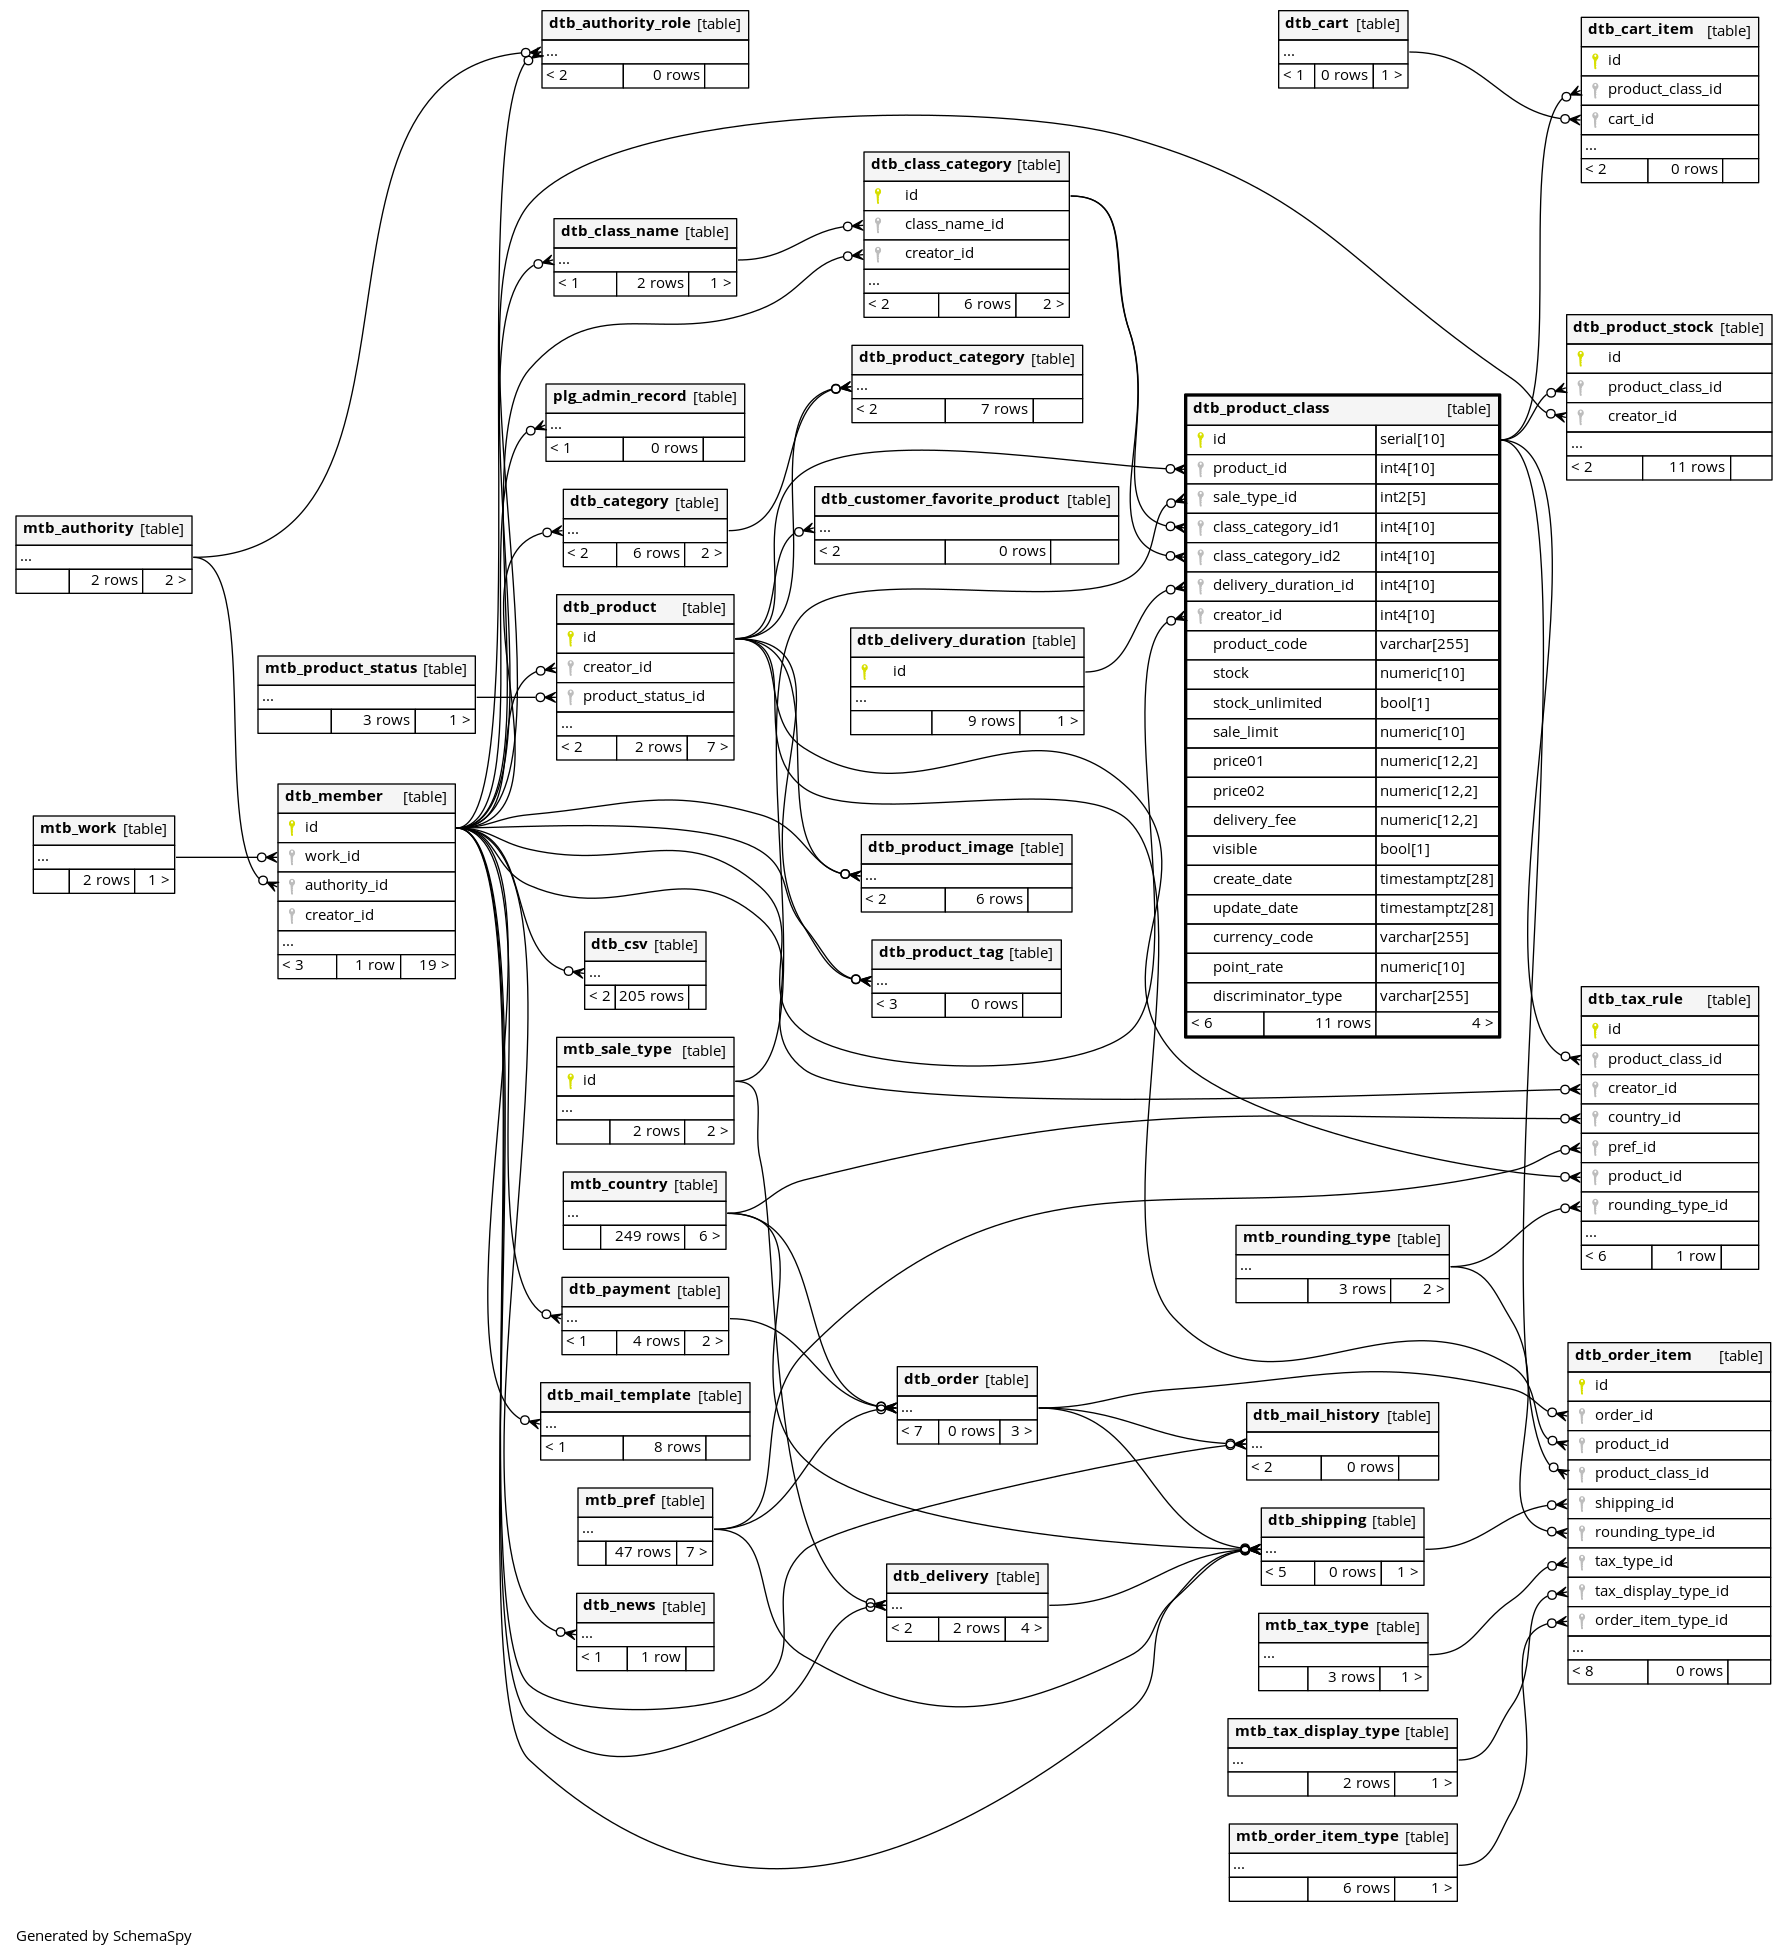 dtb_authority_role [table]
...
< 2 0 rows
dtb_cart [table]
...
< 1 0 rows 1 >
dtb_cart_item [table]
id
product_class_id
cart_id
...
< 2 0 rows
dtb_class_category [table]
id
class_name_id
creator_id
...
< 2 6 rows 2 >
dtb_class_name [table]
...
< 1 2 rows 1 >
dtb_product_stock [table]
id
product_class_id
creator_id
...
< 2 11 rows
dtb_product_category [table]
...
< 2 7 rows
plg_admin_record [table]
...
< 1 0 rows
dtb_product_class [table]
id serial[10]
product_id int4[10]
sale_type_id int2[5]
class_category_id1 int4[10]
class_category_id2 int4[10]
delivery_duration_id int4[10]
creator_id int4[10]
product_code varchar[255]
stock numeric[10]
stock_unlimited bool[1]
sale_limit numeric[10]
price01 numeric[12,2]
price02 numeric[12,2]
delivery_fee numeric[12,2]
visible bool[1]
create_date timestamptz[28]
update_date timestamptz[28]
currency_code varchar[255]
point_rate numeric[10]
discriminator_type varchar[255]
< 6 11 rows 4 >
dtb_customer_favorite_product [table]
...
< 2 0 rows
dtb_category [table]
...
< 2 6 rows 2 >
mtb_authority [table]
...
2 rows 2 >
dtb_product [table]
id
creator_id
product_status_id
...
< 2 2 rows 7 >
dtb_delivery_duration [table]
id
...
9 rows 1 >
mtb_product_status [table]
...
3 rows 1 >
dtb_member [table]
id
work_id
authority_id
creator_id
...
< 3 1 row 19 >
mtb_work [table]
...
2 rows 1 >
dtb_product_image [table]
...
< 2 6 rows
dtb_csv [table]
...
< 2 205 rows
dtb_product_tag [table]
...
< 3 0 rows
dtb_tax_rule [table]
id
product_class_id
creator_id
country_id
pref_id
product_id
rounding_type_id
...
< 6 1 row
mtb_sale_type [table]
id
...
2 rows 2 >
mtb_country [table]
...
249 rows 6 >
mtb_rounding_type [table]
...
3 rows 2 >
dtb_payment [table]
...
< 1 4 rows 2 >
dtb_order_item [table]
id
order_id
product_id
product_class_id
shipping_id
rounding_type_id
tax_type_id
tax_display_type_id
order_item_type_id
...
< 8 0 rows
dtb_order [table]
...
< 7 0 rows 3 >
dtb_mail_template [table]
...
< 1 8 rows
dtb_mail_history [table]
...
< 2 0 rows
mtb_pref [table]
...
47 rows 7 >
dtb_shipping [table]
...
< 5 0 rows 1 >
dtb_delivery [table]
...
< 2 2 rows 4 >
dtb_news [table]
...
< 1 1 row
mtb_tax_type [table]
...
3 rows 1 >
mtb_tax_display_type [table]
...
2 rows 1 >
mtb_order_item_type [table]
...
6 rows 1 >
Generated by SchemaSpy